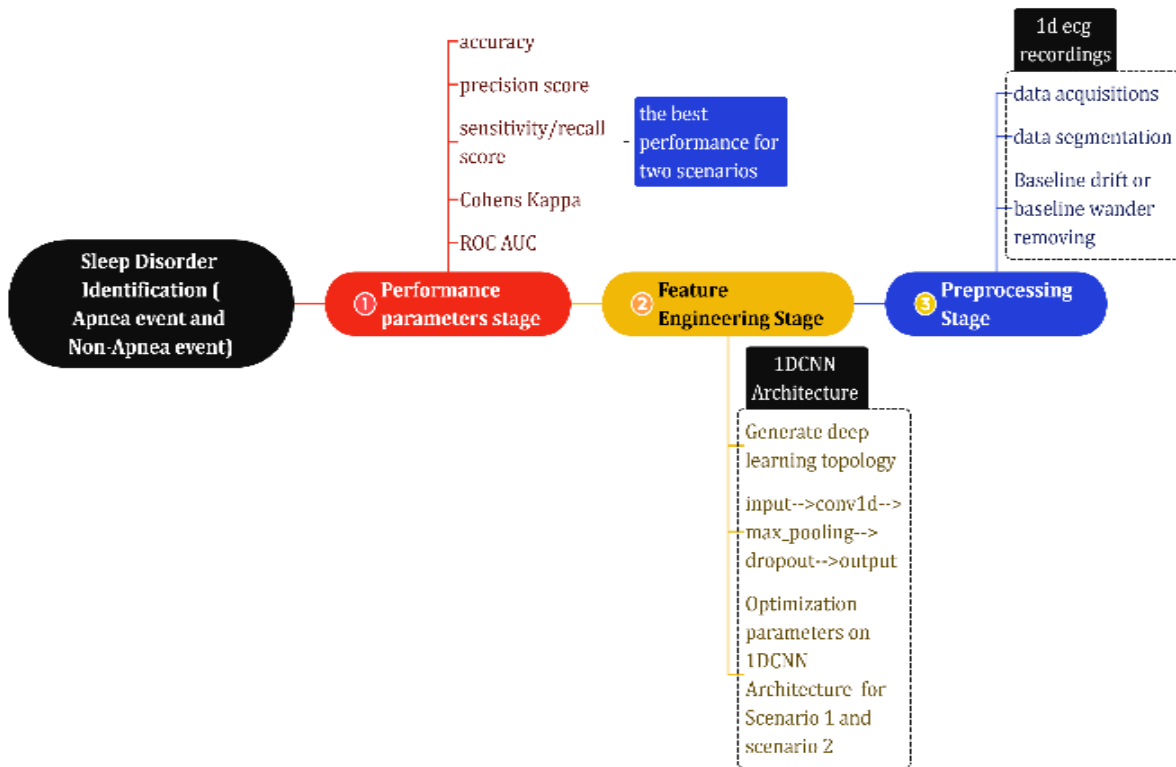 accuracy
precision score
sensitivity/recall
score
Cohens Kappa
ROC AUC
the best
performance for
two scenarios
1d ecg
recordings
data acquisitions
data segmentation
Baseline drift or
baseline wander
removing
Sleep Disorder
Identification (
Apnea event and
Non-Apnea event)
1 Performance
parameters stage
2 Feature
Engineering Stage
3 Preprocessing
Stage
1DCNN
Architecture
Generate deep
learning topology
input-->conv1d-->
max_pooling-->
dropout-->output
Optimization
parameters on
1DCNN
Architecture for
Scenario 1 and
scenario 2